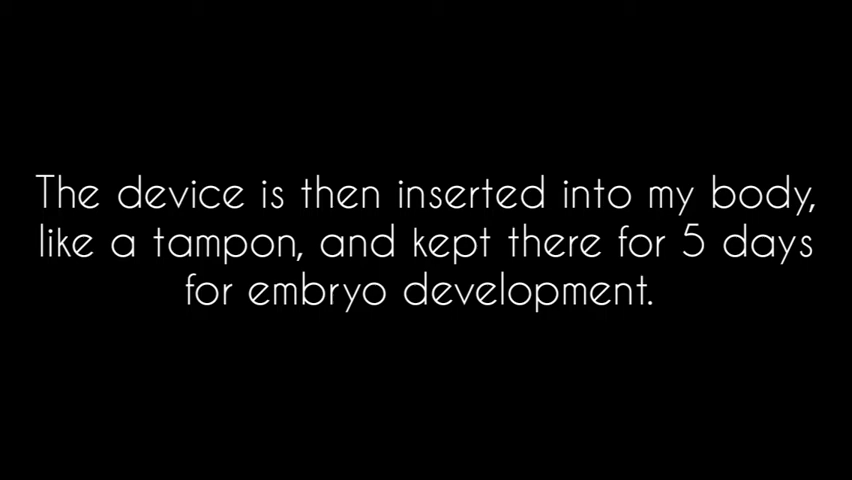 The device is then inserted into my body,
like a tampon, and kept there for 5 days
for embryo development.